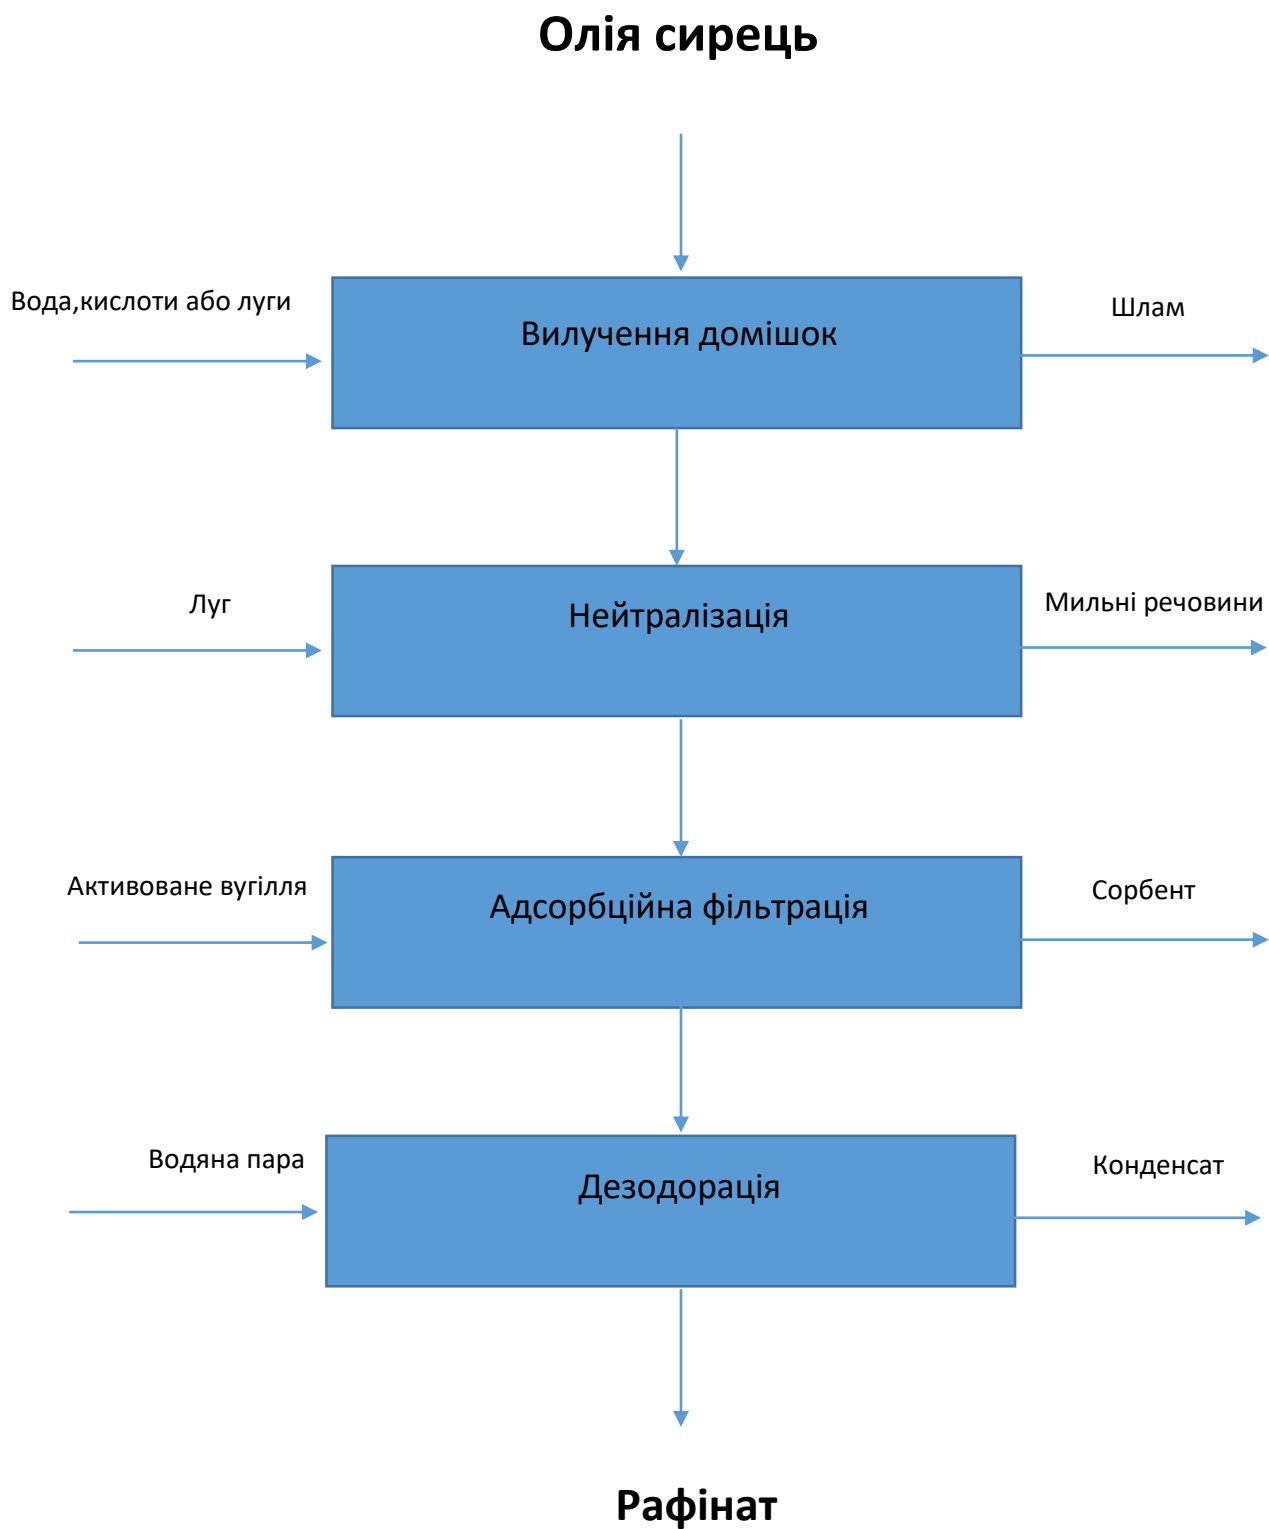 Олія сирець
Вода,кислоти або луги
Вилучення домішок
Шлам
Луг
Нейтралізація
Мильні речовини
Активоване вугілля
Адсорбційна фільтрація
Сорбент
Водяна пара
Дезодорація
Конденсат
Рафінат